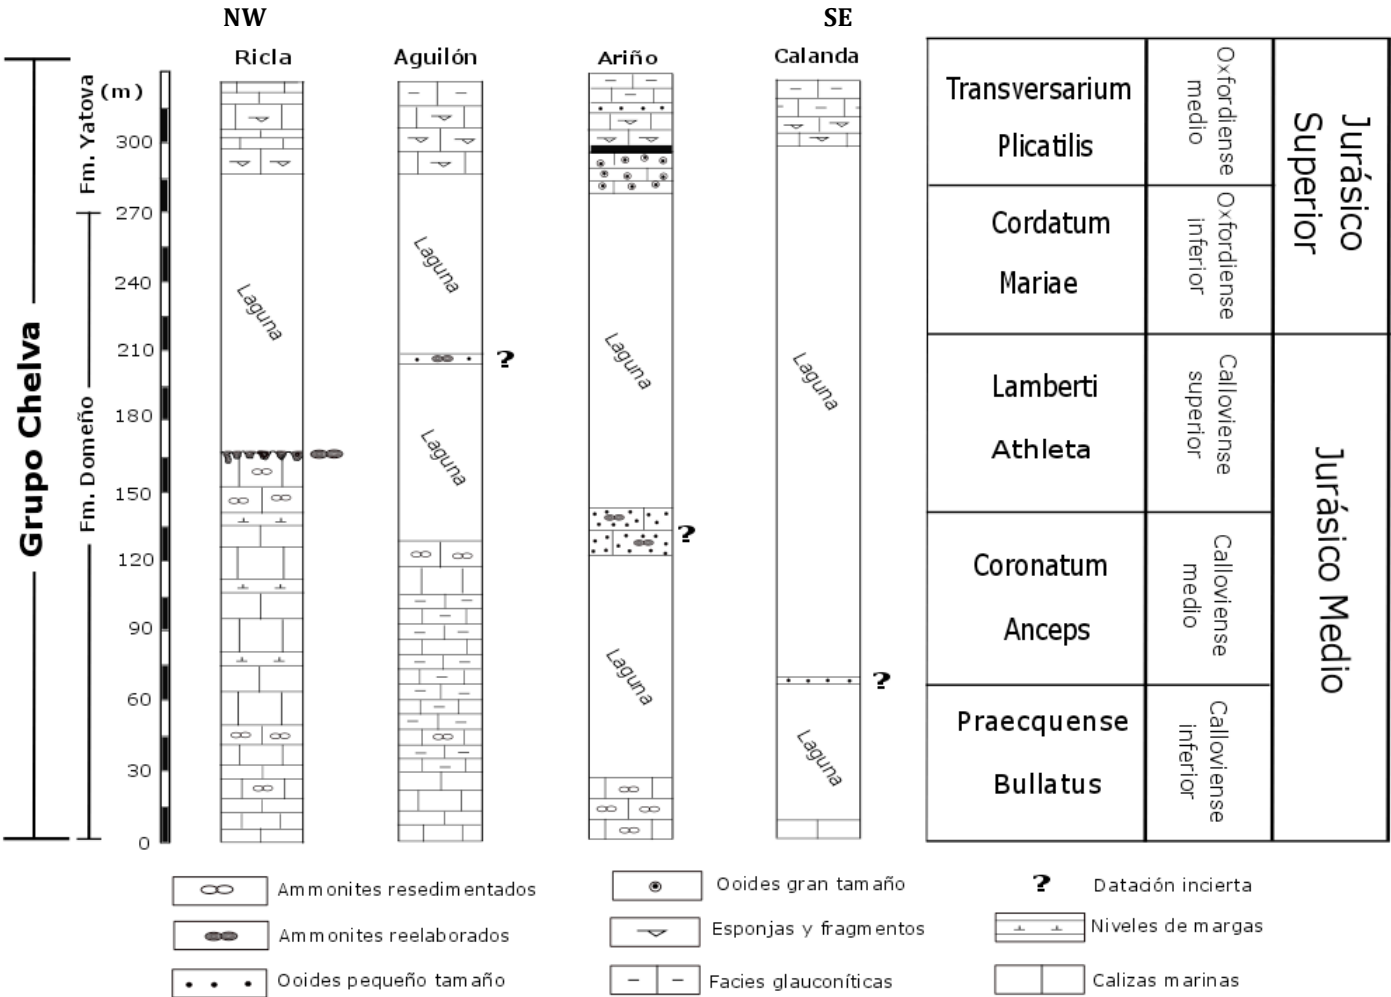 NW
SE
Ricla
Aguilón
Ariño
Calanda
Grupo Chelva
Fm. Yatova
Fm. Domeño
(m)
300
270
240
210
180
150
120
90
60
30
0
Laguna
Laguna
?
Laguna
Laguna
?
Laguna
Laguna
?
Laguna
Transversarium
Plicatilis
Cordatum
Mariae
Lamberti
Athleta
Coronatum
Anceps
Praecquense
Bullatus
Oxfordiense
medio
Oxfordiense
inferior
Calloviense
superior
Calloviense
medio
Calloviense
inferior
Jurásico
Superior
Jurásico Medio
Ammonites resedimentados
Ammonites reelaborados
Ooides pequeño tamaño
Ooides gran tamaño
Esponjas y fragmentos
Facies glauconíticas
? Datación incierta
Niveles de margas
Calizas marinas